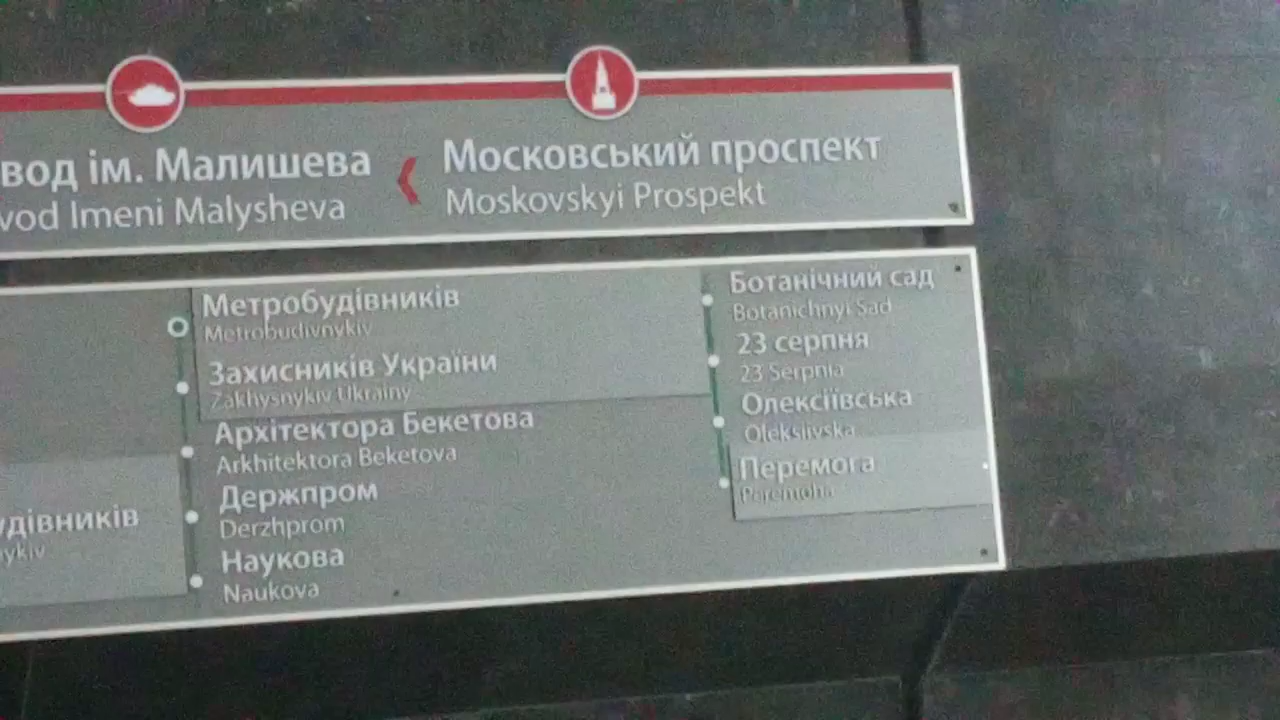 вод ім. Малишева
vod Imeni Malysheva
Московський проспект
Moskovskyi Prospekt
удівників
ykiv
Метробудівників
Metrobudivnykiv
Захисників України
Zakhysnykiv Ukrainy
Архітектора Бекетова
Arkhitektora Beketova
Держпром
Derzhprom
Наукова
Naukova
Ботанічний сад
Botanichnyi Sad
23 серпня
23 Serpnia
Олексіївська
Oleksiivska
Перемога
Peremoha